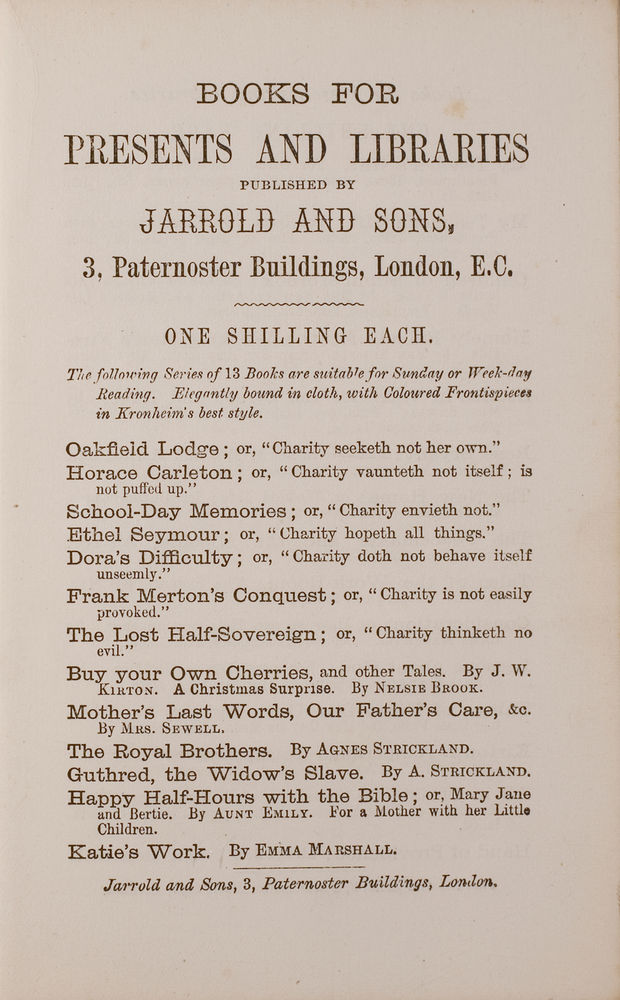 BOOKS FOR
PRESENTS AND LIBRARIES
PUBLISHED BY
JARROLD AND SONS,
3, Paternoster Buildings, London, E.C.
ONE SHILLING EACH.
The following Series of 13 Books are suitable for Sunday or Week-day
Reading. Elegantly bound in cloth, with Coloured Frontispieces
in Kronheim's best style.
Oakfield Lodge; or, "Charity seeketh not her own."
Horace Carleton; or, "Charity vaunteth not itself; is
not puffed up."
School-Day Memories; or, "Charity envieth not."
Ethel Seymour; or, "Charity hopeth all things."
Dora's Difficulty; or, "Charity doth not behave itself
unseemly."
Frank Merton's Conquest; or, "Charity is not easily
provoked."
The Lost Half-Sovereign; or, "Charity thinketh no
evil."
Buy your Own Cherries, and other Tales. By J. W.
KIRTON. A Christmas Surprise. By NELSIE BROOK.
Mother's Last Words, Our Father's Care, &c.
By MRS. SEWELL.
The Royal Brothers. By AGNES STRICKLAND.
Guthred, the Widow's Slave. By A. STRICKLAND.
Happy Half-Hours with the Bible; or, Mary Jane
and Bertie. By AUNT EMILY. For a Mother with her Little
Children.
Katie's Work. By EMMA MARSHALL.
Jarrold and Sons, 3, Paternoster Buildings, London.